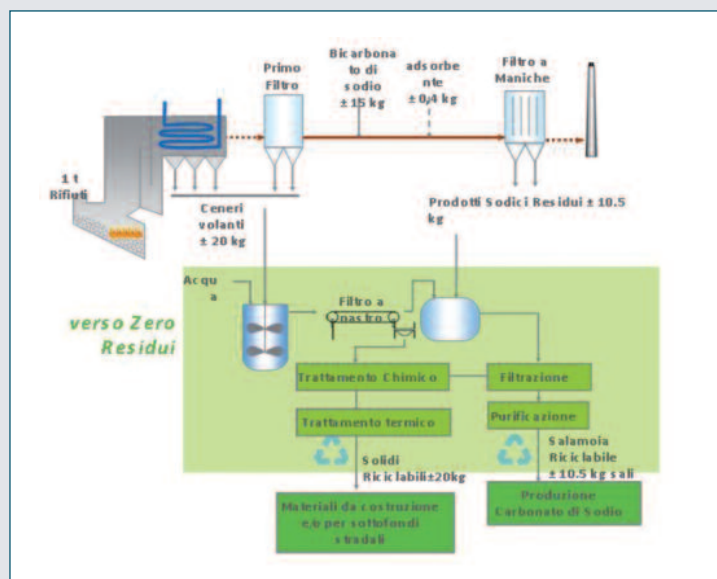 Primo
Filtro
Bicarbona
to di
sodio
±15 kg
adsorbe
nte
±0,4 kg
Filtro a
Maniche
1 t
Rifiuti
Ceneri
volanti
± 20 kg
Prodotti Sodici Residui ± 10.5
kg
Acqu
a
Filtro a
nastro
verso Zero
Residui
Trattamento Chimico
Filtrazione
Trattamento termico
Purificazione
Solidi
Riciclabili±20kg
Salamoia
Riciclabile
±10.5 kg sali
Materiali da costruzione
e/o per sottofondi
stradali
Produzione
Carbonato di Sodio